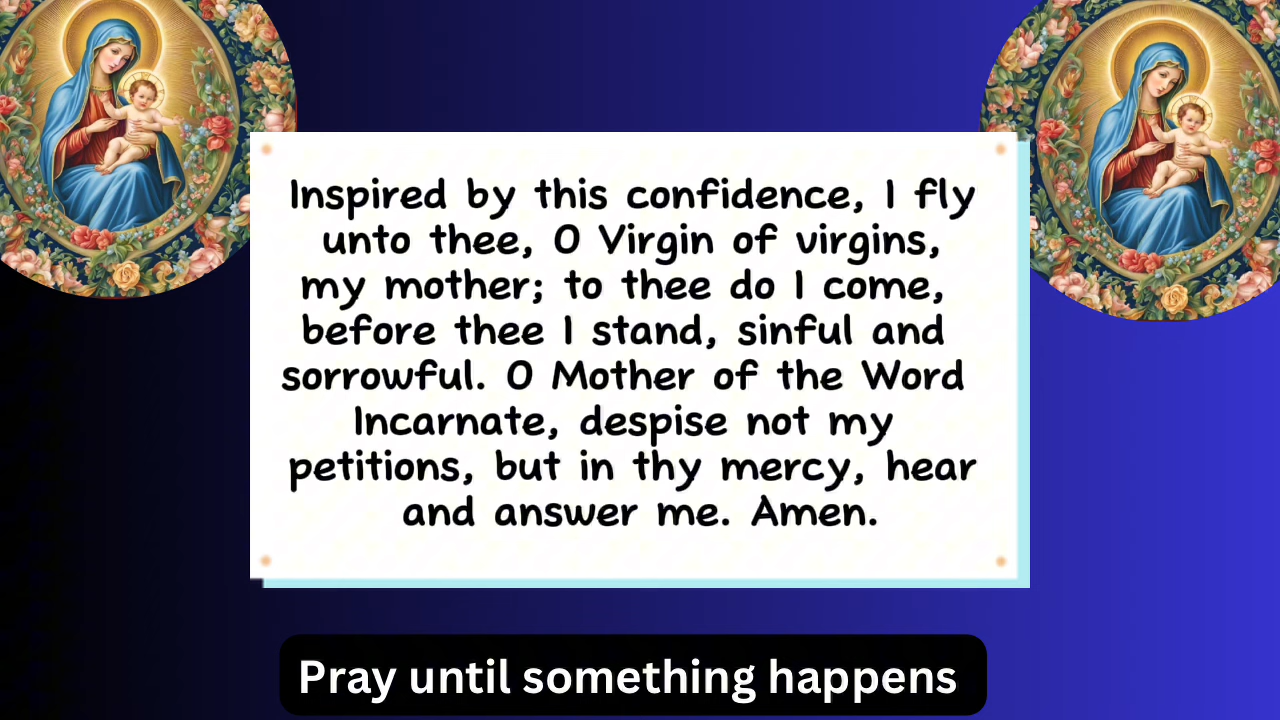 Inspired by this confidence, I fly
unto thee, O Virgin of virgins,
my mother; to thee do I come,
before thee I stand, sinful and
sorrowful. O Mother of the Word
Incarnate, despise not my
petitions, but in thy mercy, hear
and answer me. Amen.
Pray until something happens